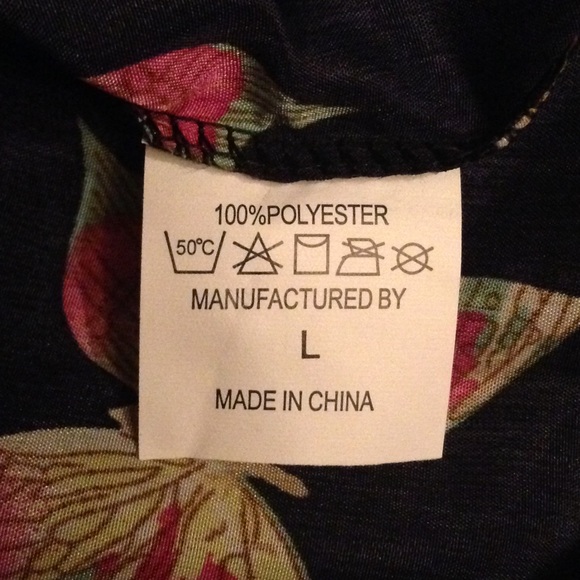 100%POLYESTER
50°C
MANUFACTURED BY
L
MADE IN CHINA